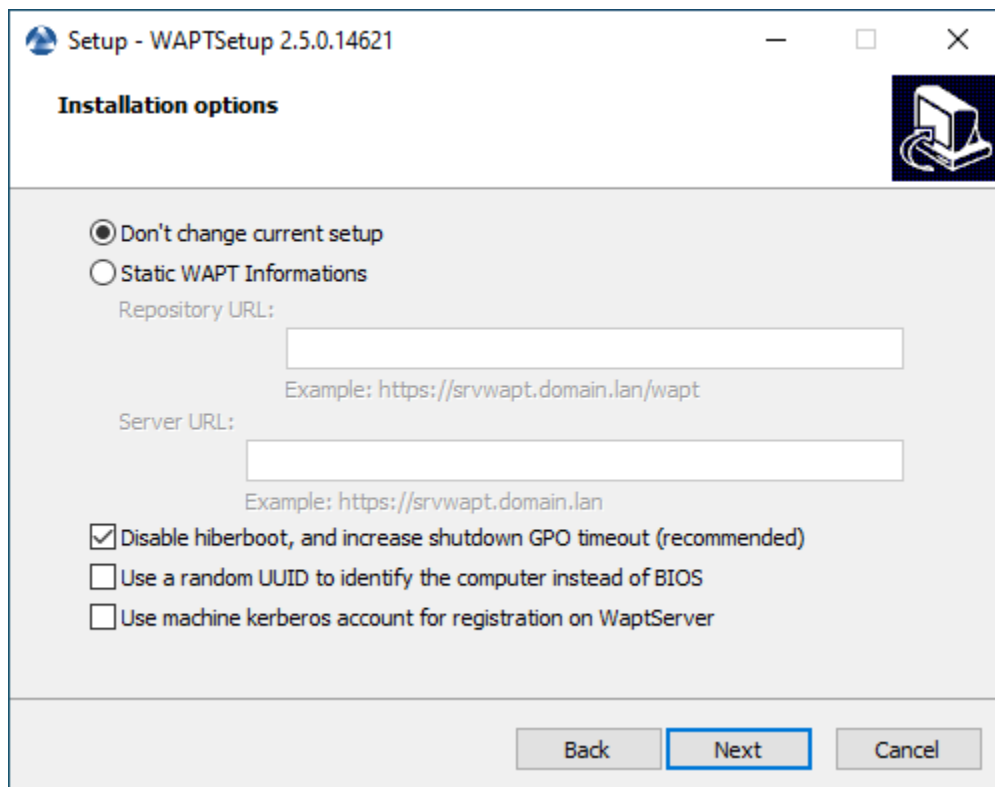 Setup - WAPTSetup 2.5.0.14621
Installation options
Don't change current setup
Static WAPT Informations
Repository URL:
Example: https://srvwapt.domain.lan/wapt
Server URL:
Example: https://srvwapt.domain.lan
Disable hiberboot, and increase shutdown GPO timeout (recommended)
Use a random UUID to identify the computer instead of BIOS
Use machine kerberos account for registration on WaptServer
Back Next Cancel